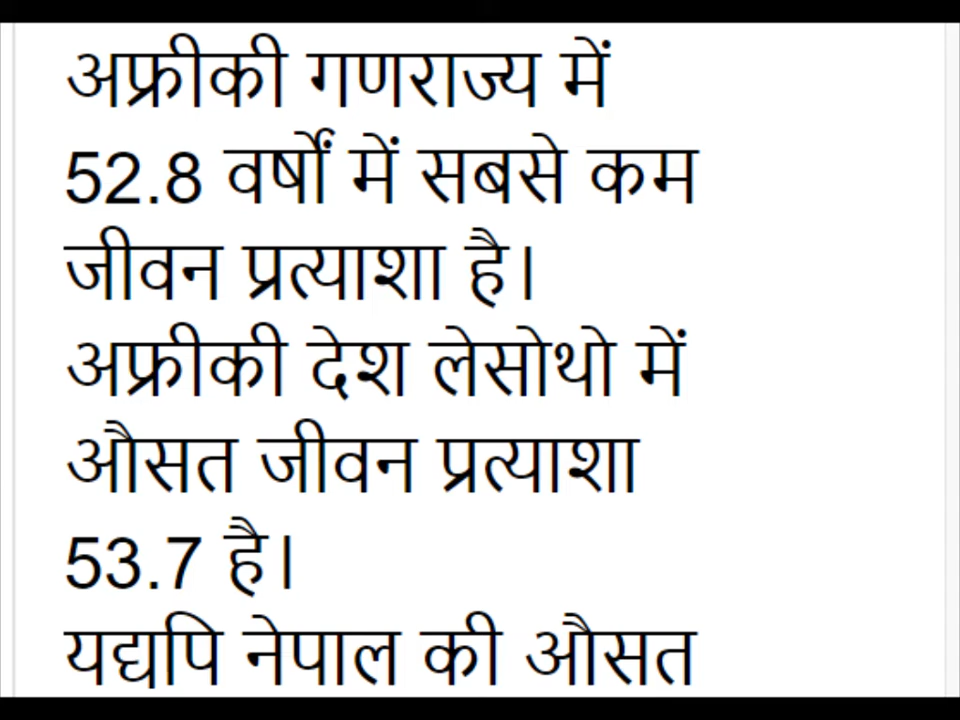 अफ्रीकी गणराज्य में
52.8 वर्षों में सबसे कम
जीवन प्रत्याशा है।
अफ्रीकी देश लेसोथो में
औसत जीवन प्रत्याशा
53.7 है।
यद्यपि नेपाल की औसत